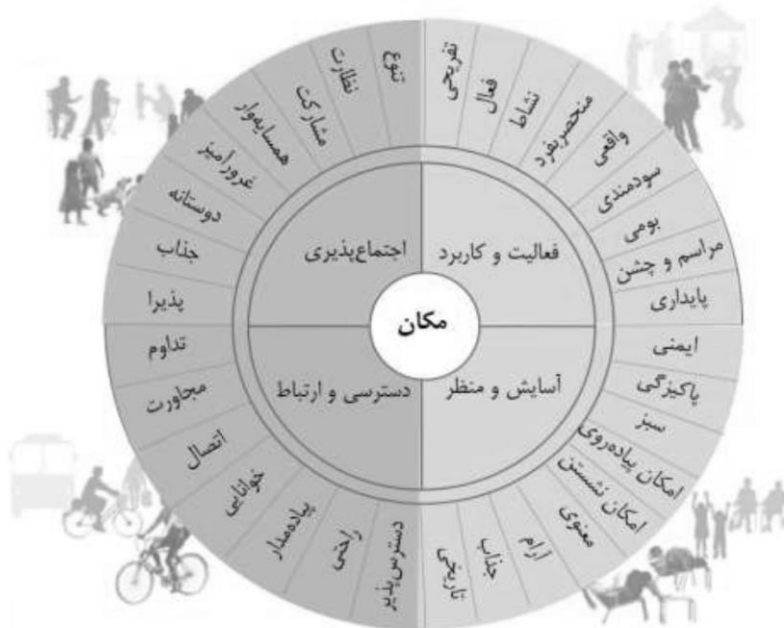 مکان
فعالیت و کاربرد
تفریحی
فعال
نشاط
منحصربفرد
واقعی
سودمندی
بومی
مراسم و جشن
پایداری
آسایش و منظر
ایمنی
پاکیزگی
سبز
امکان پیاده‌روی
امکان نشستن
معنوی
آرام
جذاب
تاریخی
دسترسی و ارتباط
دسترس‌پذیر
راحتی
پیاده‌مدار
خوانایی
اتصال
مجاورت
تداوم
اجتماع‌پذیری
پذیرا
جذاب
دوستانه
غرورآمیز
همسایه‌وار
مشارکت
نظارت
تنوع